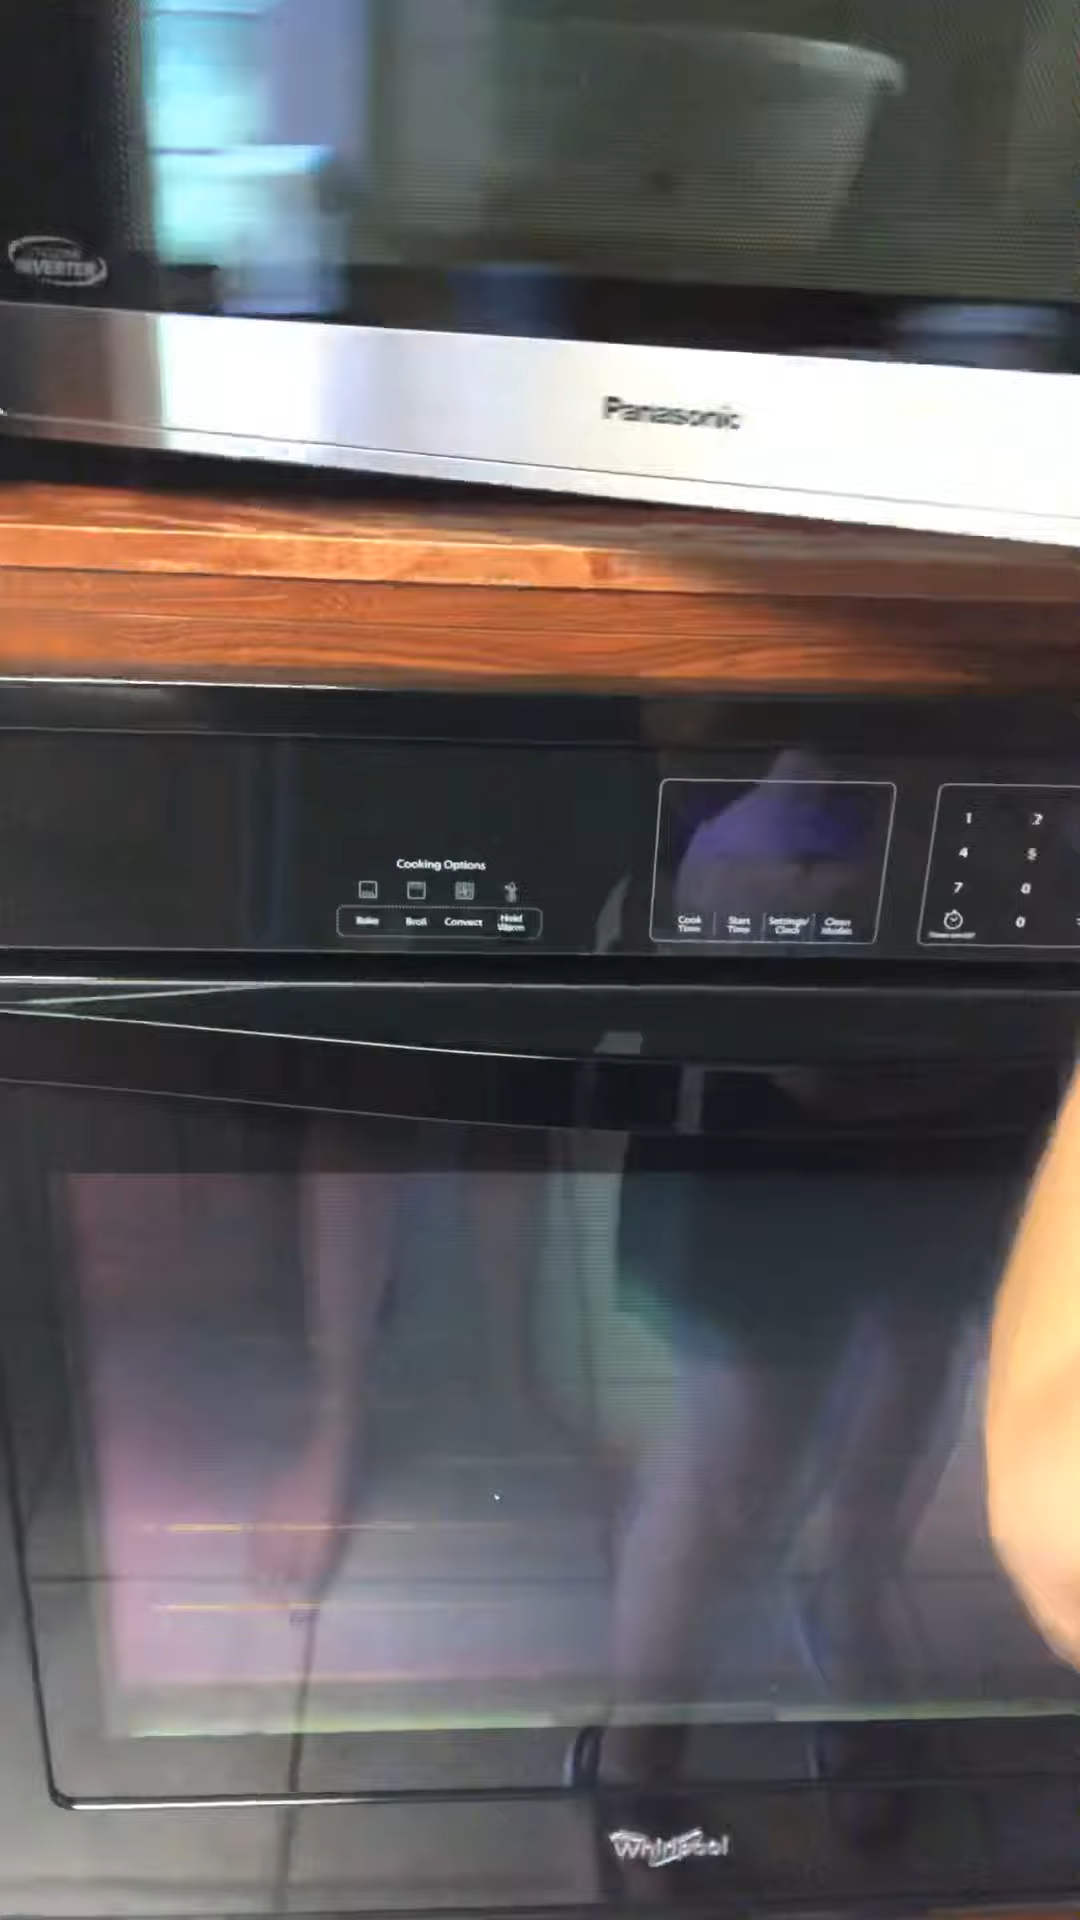 INVERTER
Panasonic
Cooking Options
Bake Broil Convect Hold Warm
Cook Time Start Time Settings/Clock Clean Modes
1 2
4 5
7
0
Whirlpool